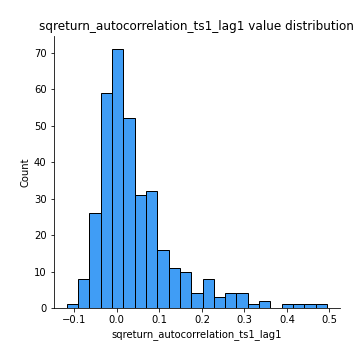 sqreturn_autocorrelation_ts1_lag1 value distribution
70
60
50
40
30
20
10
0
Count
−0.1 0.0 0.1 0.2 0.3 0.4 0.5
sqreturn_autocorrelation_ts1_lag1